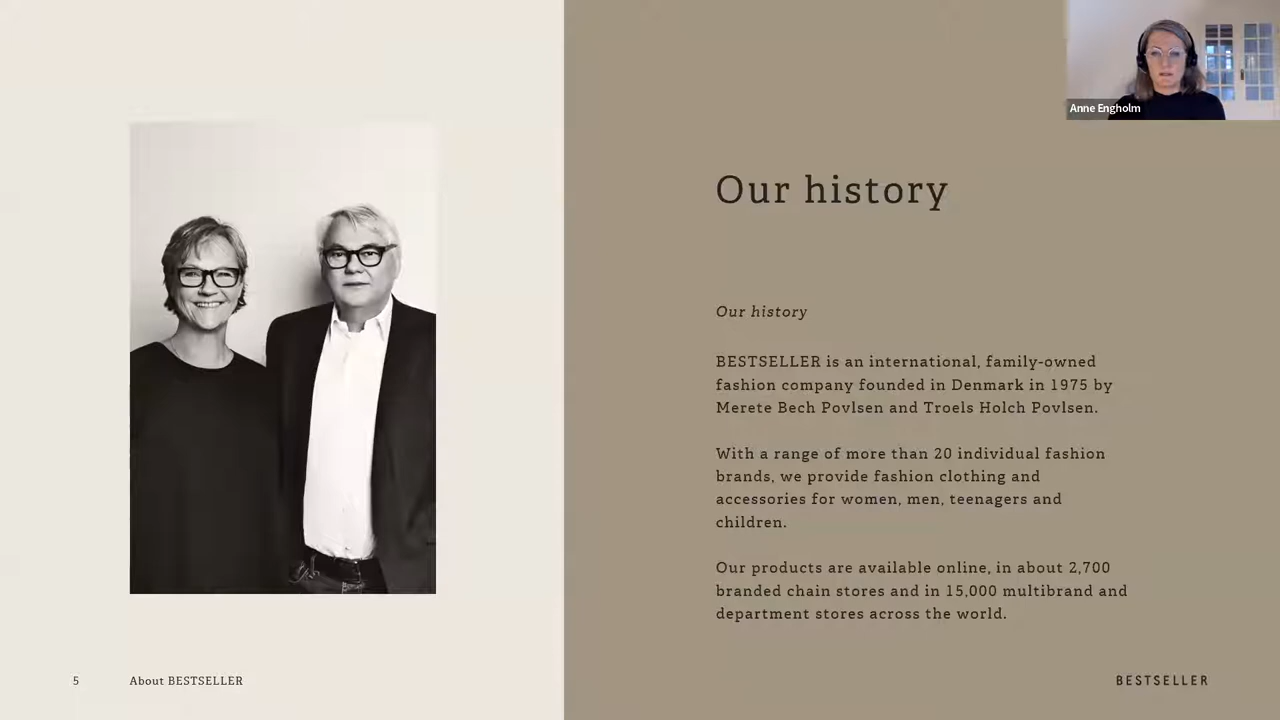 Anne Engholm
Our history
Our history
BESTSELLER is an international, family-owned
fashion company founded in Denmark in 1975 by
Merete Bech Povlsen and Troels Holch Povlsen.
With a range of more than 20 individual fashion
brands, we provide fashion clothing and
accessories for women, men, teenagers and
children.
Our products are available online, in about 2,700
branded chain stores and in 15,000 multibrand and
department stores across the world.
5
About BESTSELLER
BESTSELLER